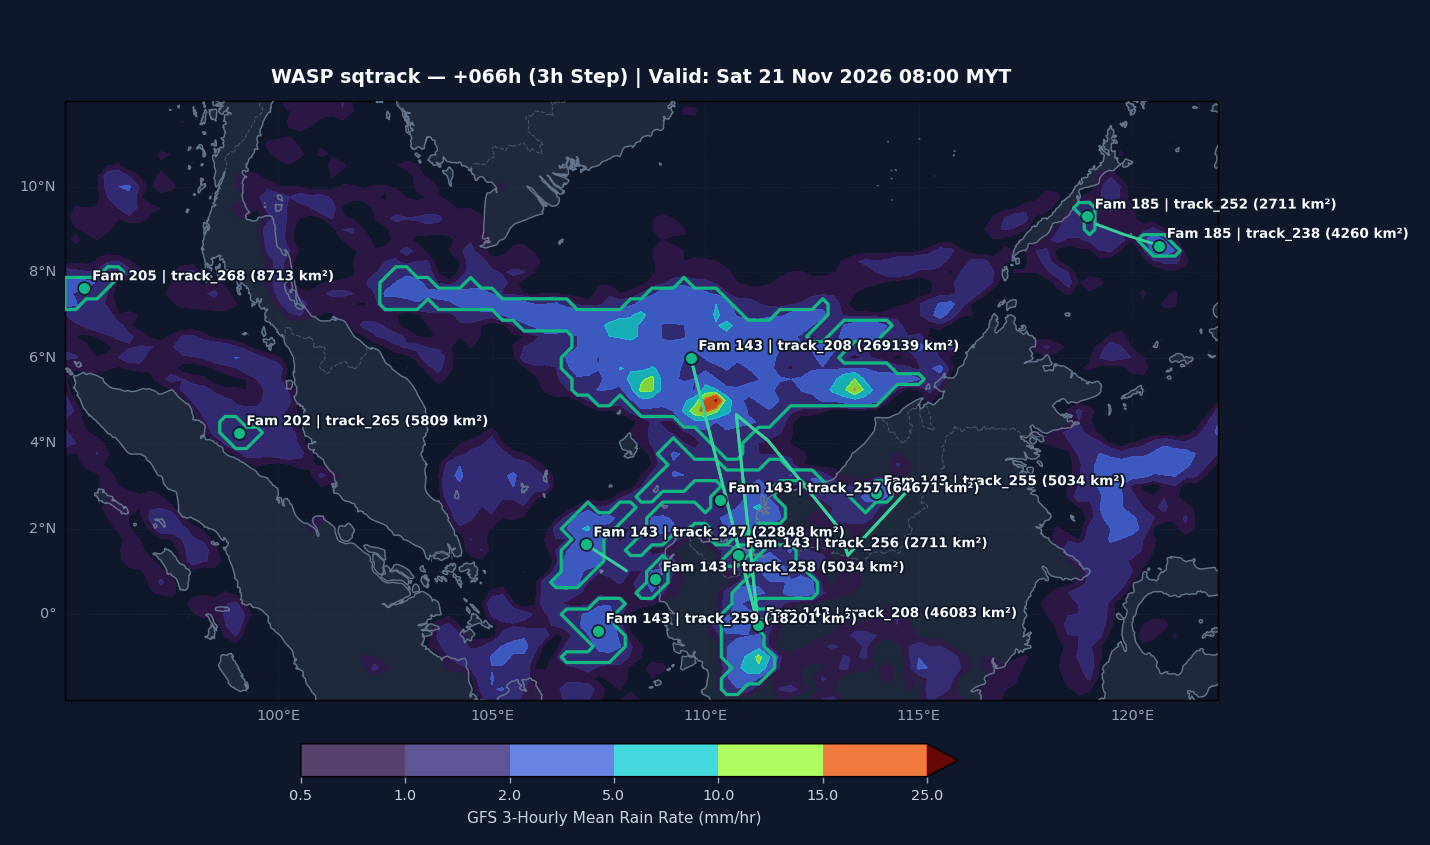 WASP sqtrack — +066h (3h Step) | Valid: Sat 21 Nov 2026 08:00 MYT
10°N
8°N
6°N
4°N
2°N
0°
Fam 185 | track_252 (2711 km²)
Fam 185 | track_238 (4260 km²)
Fam 205 | track_268 (8713 km²)
Fam 143 | track_208 (269139 km²)
Fam 202 | track_265 (5809 km²)
Fam 143 | track_255 (5034 km²)
Fam 143 | track_257 (64671 km²)
Fam 143 | track_247 (22848 km²)
Fam 143 | track_256 (2711 km²)
Fam 143 | track_258 (5034 km²)
Fam 143 | track_208 (46083 km²)
Fam 143 | track_259 (18201 km²)
100°E 105°E 110°E 115°E 120°E
0.5 1.0 2.0 5.0 10.0 15.0 25.0
GFS 3-Hourly Mean Rain Rate (mm/hr)